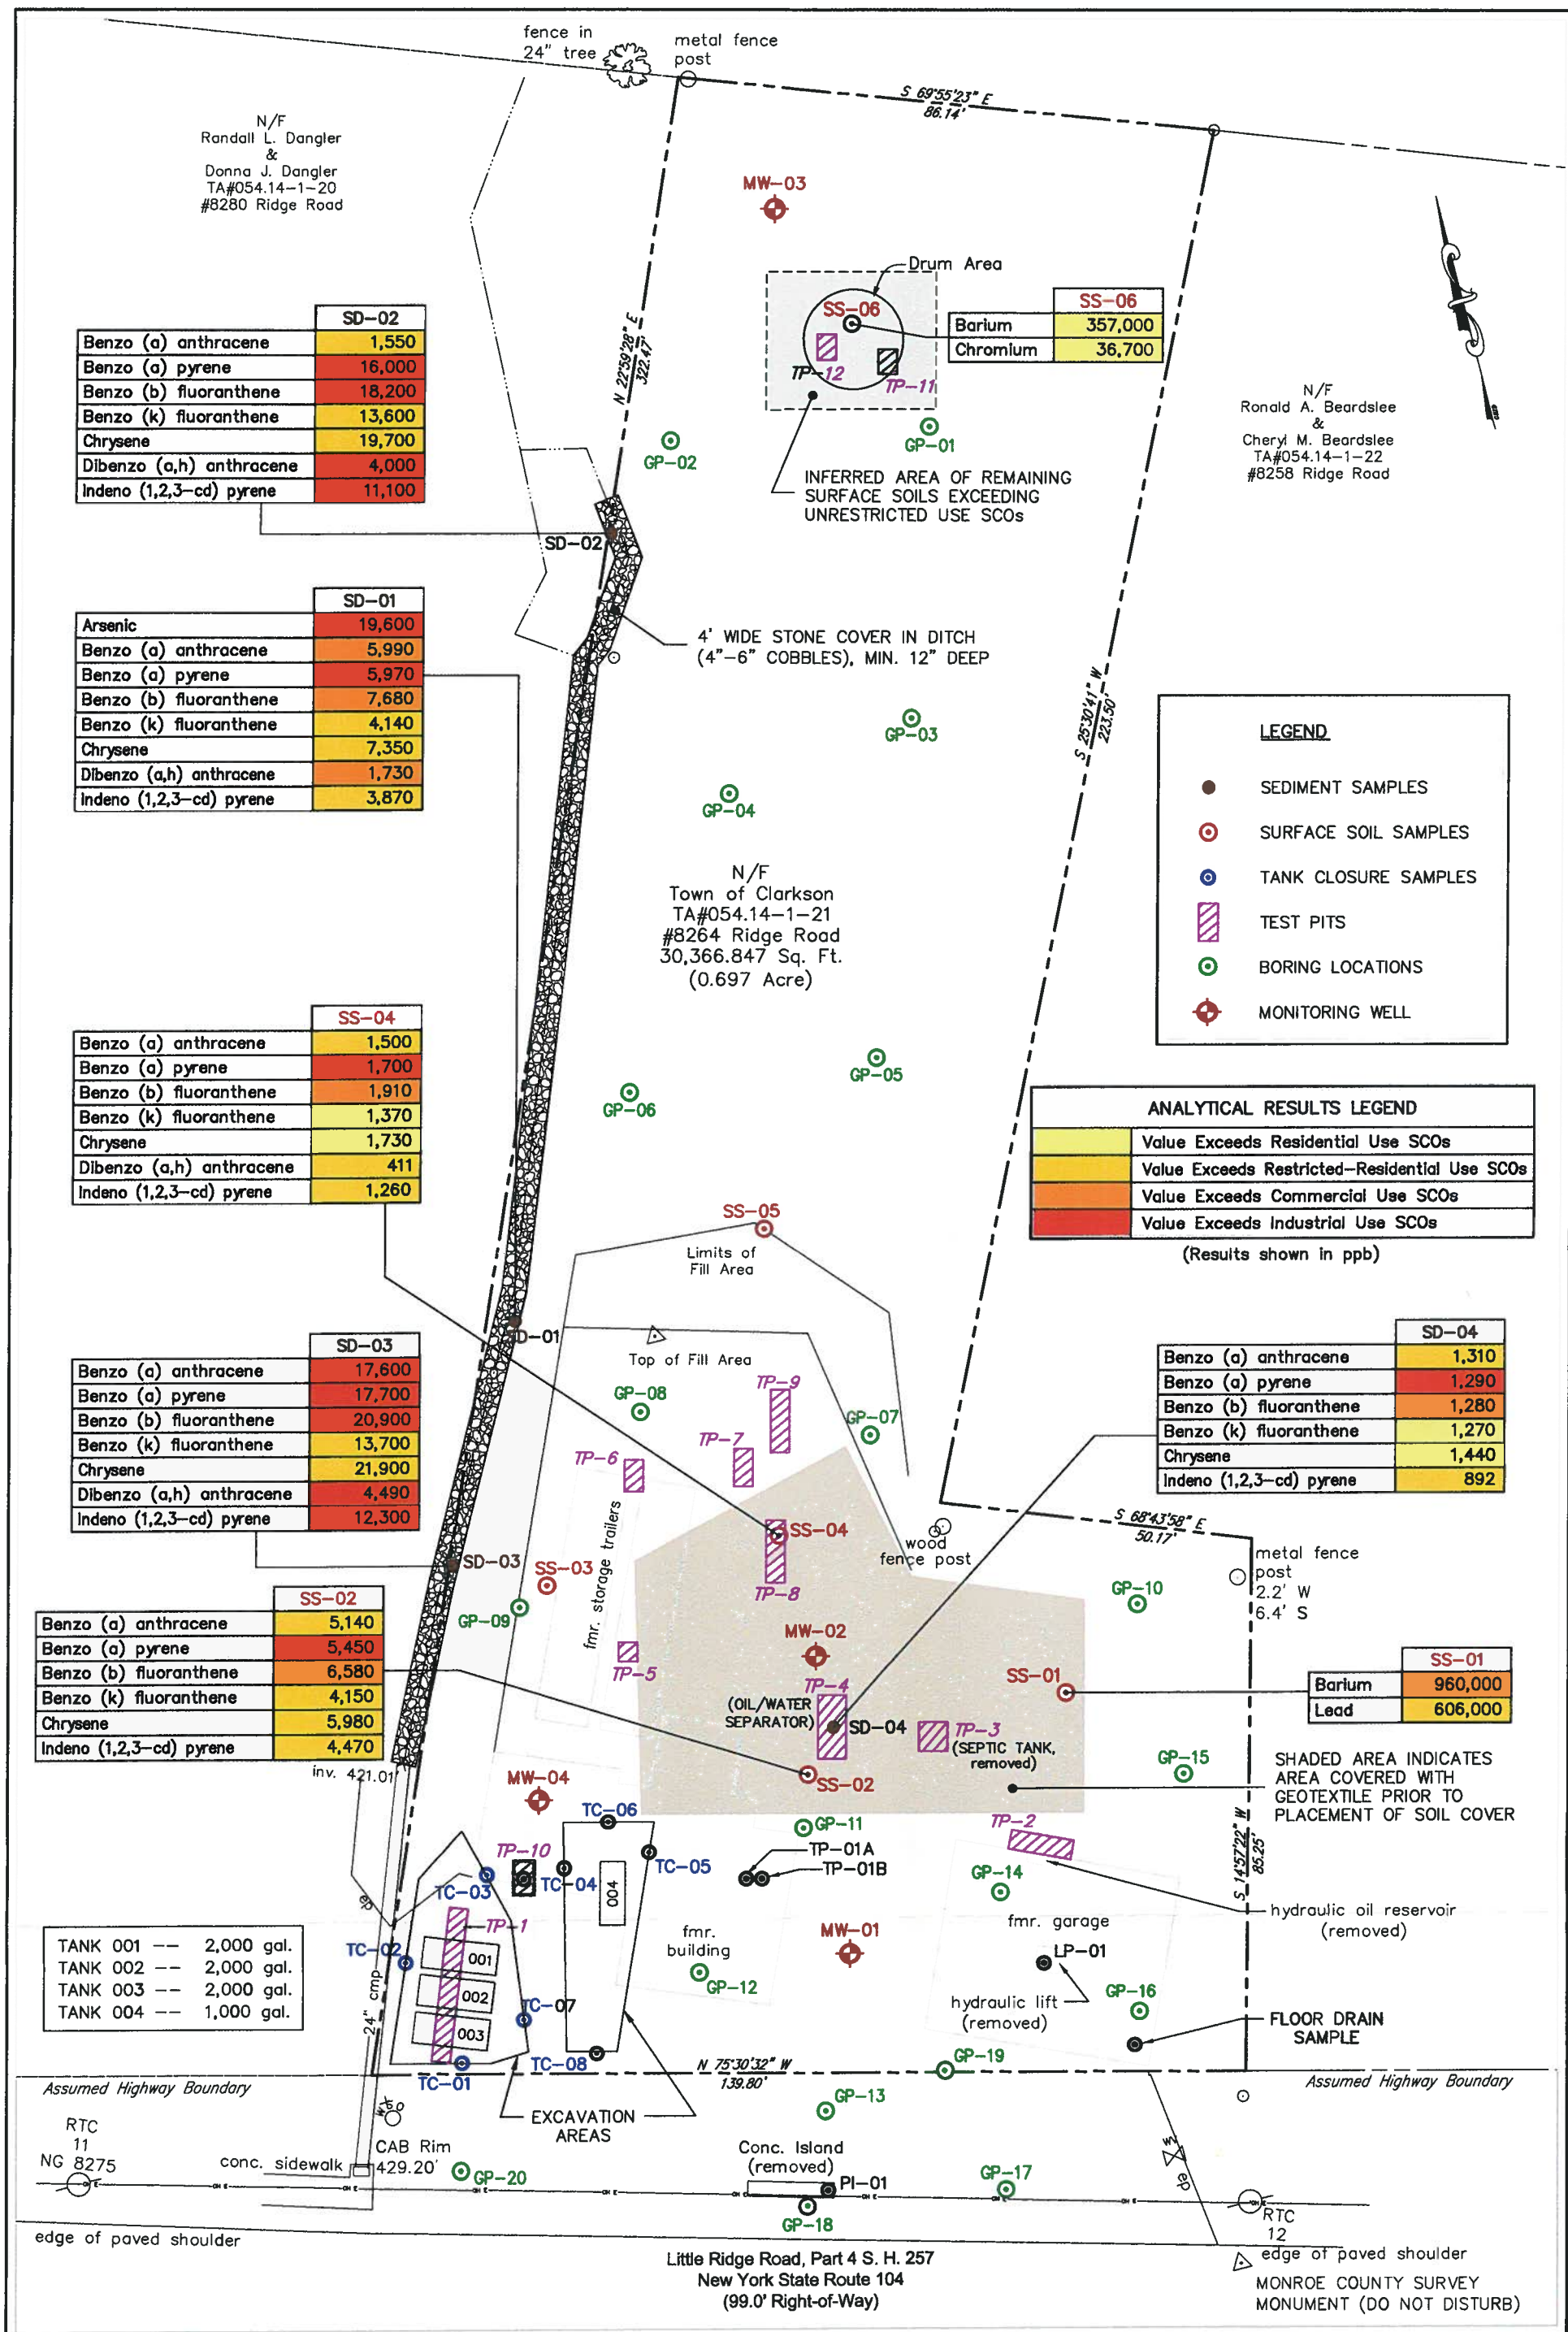 fence in
24" tree
metal fence
post
S 69°55'23" E
86.14'
N/F
Randall L. Dangler
&
Donna J. Dangler
TA#054.14-1-20
#8280 Ridge Road
MW-03
Drum Area
SS-06
TP-12
TP-11
SS-06
Barium 357,000
Chromium 36,700
N 22°59'28" E
322.47'
SD-02
Benzo (a) anthracene 1,550
Benzo (a) pyrene 16,000
Benzo (b) fluoranthene 18,200
Benzo (k) fluoranthene 13,600
Chrysene 19,700
Dibenzo (a,h) anthracene 4,000
Indeno (1,2,3-cd) pyrene 11,100
N/F
Ronald A. Beardslee
&
Cheryl M. Beardslee
TA#054.14-1-22
#8258 Ridge Road
GP-02
GP-01
INFERRED AREA OF REMAINING
SURFACE SOILS EXCEEDING
UNRESTRICTED USE SCOs
SD-02
SD-01
Arsenic 19,600
Benzo (a) anthracene 5,990
Benzo (a) pyrene 5,970
Benzo (b) fluoranthene 7,680
Benzo (k) fluoranthene 4,140
Chrysene 7,350
Dibenzo (a,h) anthracene 1,730
Indeno (1,2,3-cd) pyrene 3,870
4' WIDE STONE COVER IN DITCH
(4"-6" COBBLES), MIN. 12" DEEP
S 25°30'41" W
223.50'
GP-03
GP-04
LEGEND
SEDIMENT SAMPLES
SURFACE SOIL SAMPLES
TANK CLOSURE SAMPLES
TEST PITS
BORING LOCATIONS
MONITORING WELL
N/F
Town of Clarkson
TA#054.14-1-21
#8264 Ridge Road
30,366.847 Sq. Ft.
(0.697 Acre)
SS-04
Benzo (a) anthracene 1,500
Benzo (a) pyrene 1,700
Benzo (b) fluoranthene 1,910
Benzo (k) fluoranthene 1,370
Chrysene 1,730
Dibenzo (a,h) anthracene 411
Indeno (1,2,3-cd) pyrene 1,260
GP-05
GP-06
ANALYTICAL RESULTS LEGEND
Value Exceeds Residential Use SCOs
Value Exceeds Restricted-Residential Use SCOs
Value Exceeds Commercial Use SCOs
Value Exceeds Industrial Use SCOs
(Results shown in ppb)
SS-05
Limits of
Fill Area
SD-01
Top of Fill Area
SD-03
Benzo (a) anthracene 17,600
Benzo (a) pyrene 17,700
Benzo (b) fluoranthene 20,900
Benzo (k) fluoranthene 13,700
Chrysene 21,900
Dibenzo (a,h) anthracene 4,490
Indeno (1,2,3-cd) pyrene 12,300
SD-04
Benzo (a) anthracene 1,310
Benzo (a) pyrene 1,290
Benzo (b) fluoranthene 1,280
Benzo (k) fluoranthene 1,270
Chrysene 1,440
Indeno (1,2,3-cd) pyrene 892
GP-08
TP-9
GP-07
TP-7
TP-6
fmr. storage trailers
SS-04
TP-8
wood
fence post
S 68°43'58" E
50.17'
metal fence
post
2.2' W
6.4' S
SD-03
SS-03
GP-09
GP-10
SS-02
Benzo (a) anthracene 5,140
Benzo (a) pyrene 5,450
Benzo (b) fluoranthene 6,580
Benzo (k) fluoranthene 4,150
Chrysene 5,980
Indeno (1,2,3-cd) pyrene 4,470
MW-02
TP-5
TP-4
(OIL/WATER
SEPARATOR)
SD-04
TP-3
(SEPTIC TANK,
removed)
SS-01
SS-01
Barium 960,000
Lead 606,000
SS-02
inv. 421.01'
MW-04
GP-15
SHADED AREA INDICATES
AREA COVERED WITH
GEOTEXTILE PRIOR TO
PLACEMENT OF SOIL COVER
TC-06
GP-11
TP-2
TP-10
TC-03
TC-04
TC-05
004
TP-01A
TP-01B
GP-14
S 14°57'22" W
85.25'
hydraulic oil reservoir
(removed)
ep
TP-1
TC-02
001
002
003
TC-07
TC-08
TC-01
TANK 001 -- 2,000 gal.
TANK 002 -- 2,000 gal.
TANK 003 -- 2,000 gal.
TANK 004 -- 1,000 gal.
24" cmp
fmr.
building
GP-12
MW-01
fmr. garage
LP-01
hydraulic lift
(removed)
GP-16
FLOOR DRAIN
SAMPLE
GP-19
N 75°30'32" W
139.80'
Assumed Highway Boundary
Assumed Highway Boundary
EXCAVATION
AREAS
GP-13
RTC
11
NG 8275
conc. sidewalk
CAB Rim
429.20'
GP-20
Conc. Island
(removed)
PI-01
GP-18
GP-17
ep
RTC
12
edge of paved shoulder
edge of paved shoulder
MONROE COUNTY SURVEY
MONUMENT (DO NOT DISTURB)
Little Ridge Road, Part 4 S. H. 257
New York State Route 104
(99.0' Right-of-Way)